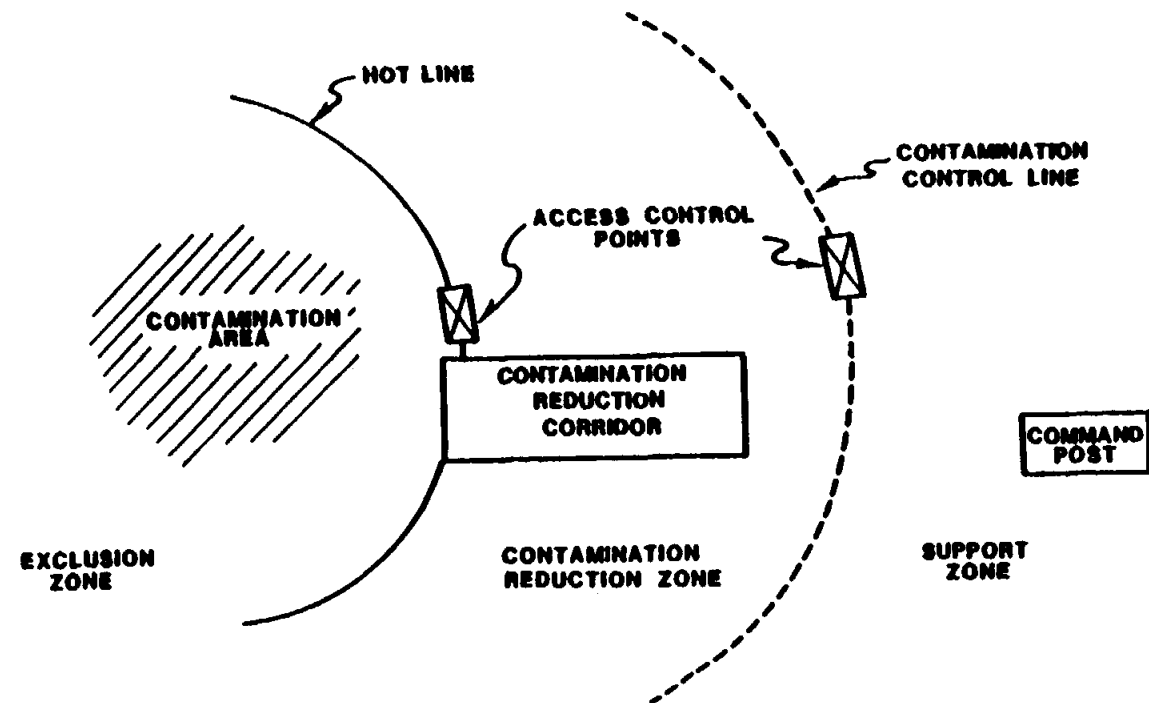 HOT LINE
CONTAMINATION
CONTROL LINE
ACCESS CONTROL
POINTS
CONTAMINATION
AREA
CONTAMINATION
REDUCTION
CORRIDOR
COMMAND
POST
EXCLUSION
ZONE
CONTAMINATION
REDUCTION ZONE
SUPPORT
ZONE